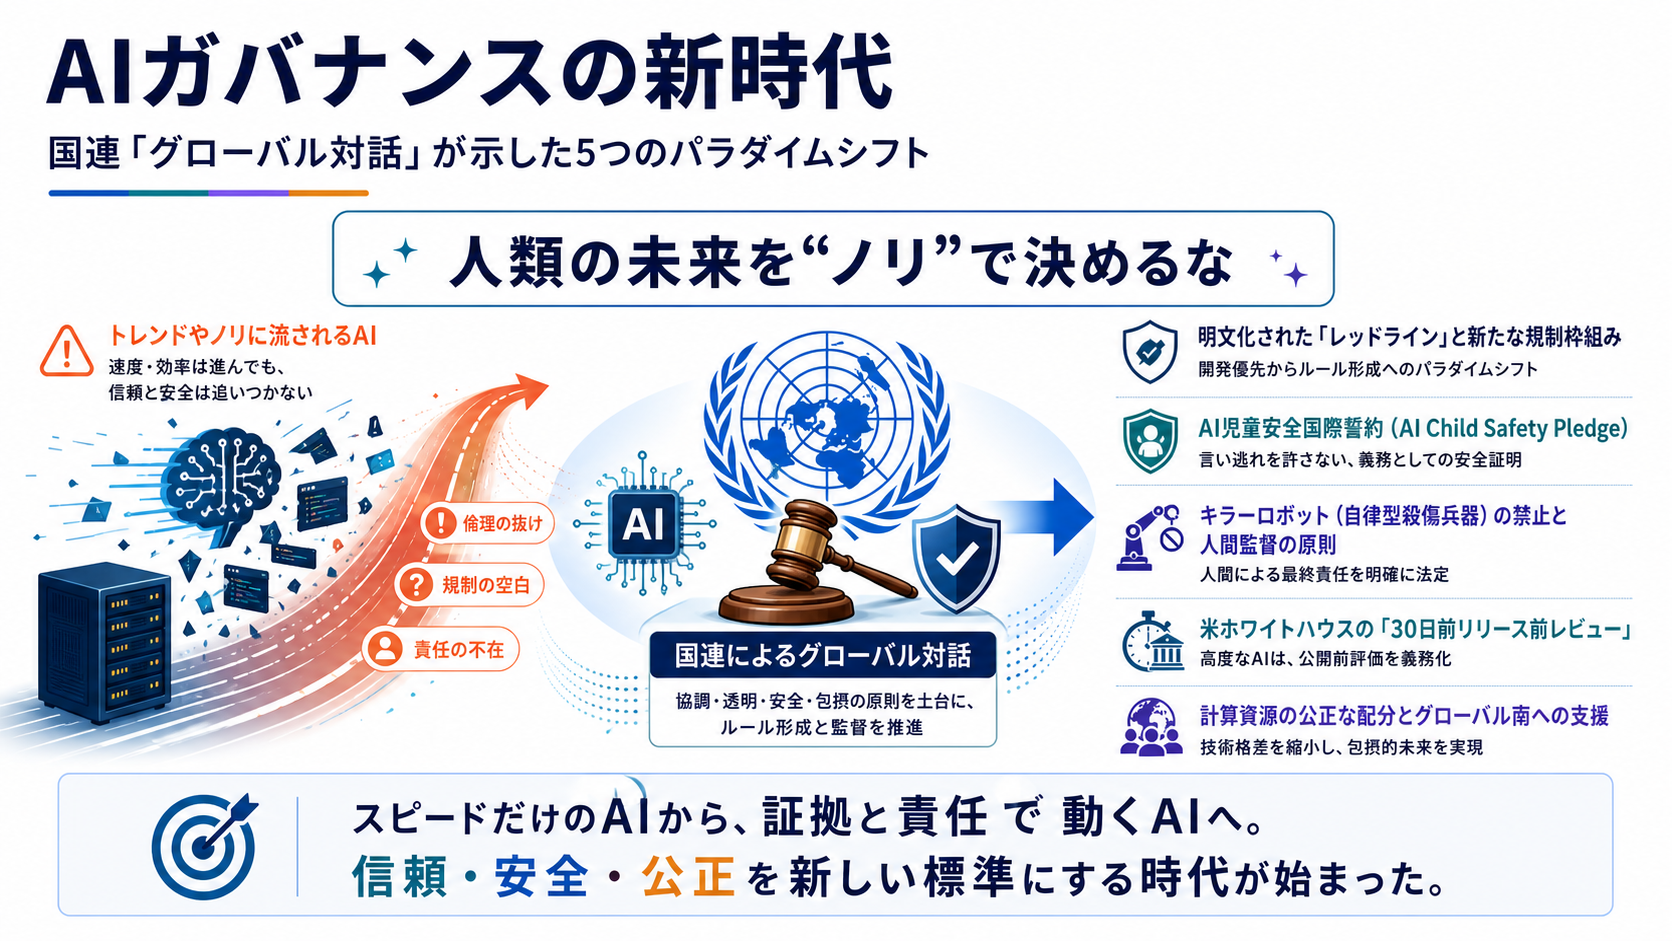 AIガバナンスの新時代
国連「グローバル対話」が示した5つのパラダイムシフト
人類の未来を“ノリ”で決めるな
トレンドやノリに流されるAI
速度・効率は進んでも、
信頼と安全は追いつかない
倫理の抜け
規制の空白
責任の不在
AI
国連によるグローバル対話
協調・透明・安全・包摂の原則を土台に、
ルール形成と監督を推進
明文化された「レッドライン」と新たな規制枠組み
開発優先からルール形成へのパラダイムシフト
AI児童安全国際誓約（AI Child Safety Pledge）
言い逃れを許さない、義務としての安全証明
キラーロボット（自律型殺傷兵器）の禁止と
人間監督の原則
人間による最終責任を明確に法定
米ホワイトハウスの「30日前リリース前レビュー」
高度なAIは、公開前評価を義務化
計算資源の公正な配分とグローバル南への支援
技術格差を縮小し、包摂的未来を実現
スピードだけのAIから、証拠と責任で動くAIへ。
信頼・安全・公正を新しい標準にする時代が始まった。